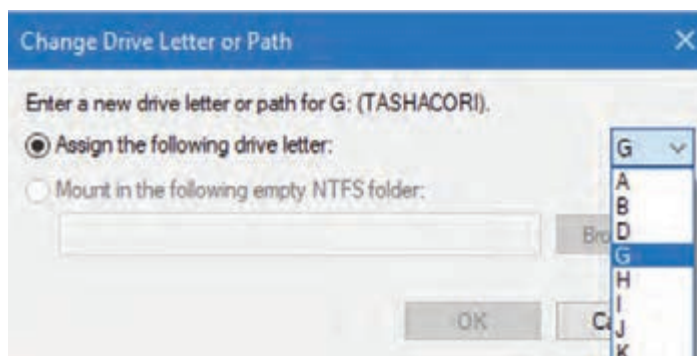 Change Drive Letter or Path
Enter a new drive letter or path for G: (TASHACORI).
Assign the following drive letter:
G
Mount in the following empty NTFS folder:
A
B
D
G
H
I
J
K
OK